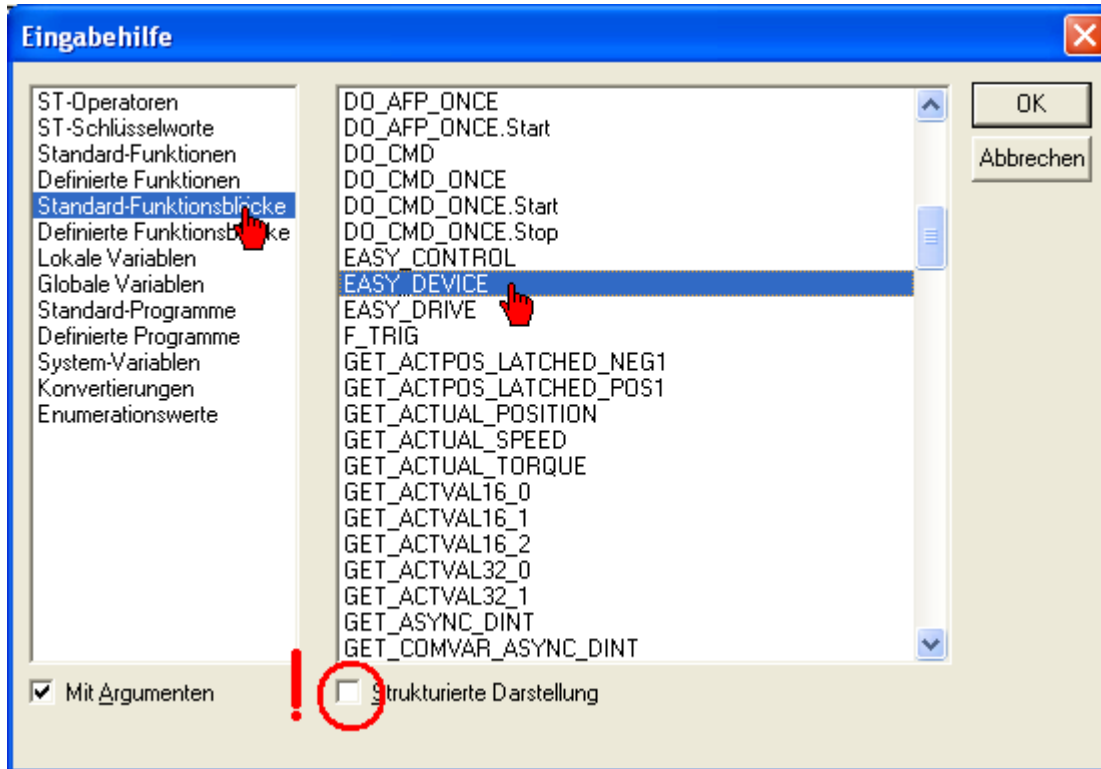 Eingabehilfe
ST-Operatoren
ST-Schlüsselworte
Standard-Funktionen
Definierte Funktionen
Standard-Funktionsblöcke
Definierte Funktionsblöcke
Lokale Variablen
Globale Variablen
Standard-Programme
Definierte Programme
System-Variablen
Konvertierungen
Enumerationswerte
DO_AFP_ONCE
DO_AFP_ONCE.Start
DO_CMD
DO_CMD_ONCE
DO_CMD_ONCE.Start
DO_CMD_ONCE.Stop
EASY_CONTROL
EASY_DEVICE
EASY_DRIVE
F_TRIG
GET_ACTPOS_LATCHED_NEG1
GET_ACTPOS_LATCHED_POS1
GET_ACTUAL_POSITION
GET_ACTUAL_SPEED
GET_ACTUAL_TORQUE
GET_ACTVAL16_0
GET_ACTVAL16_1
GET_ACTVAL16_2
GET_ACTVAL32_0
GET_ACTVAL32_1
GET_ASYNC_DINT
GET_COMVAR_ASYNC_DINT
OK
Abbrechen
Mit Argumenten
!
Strukturierte Darstellung